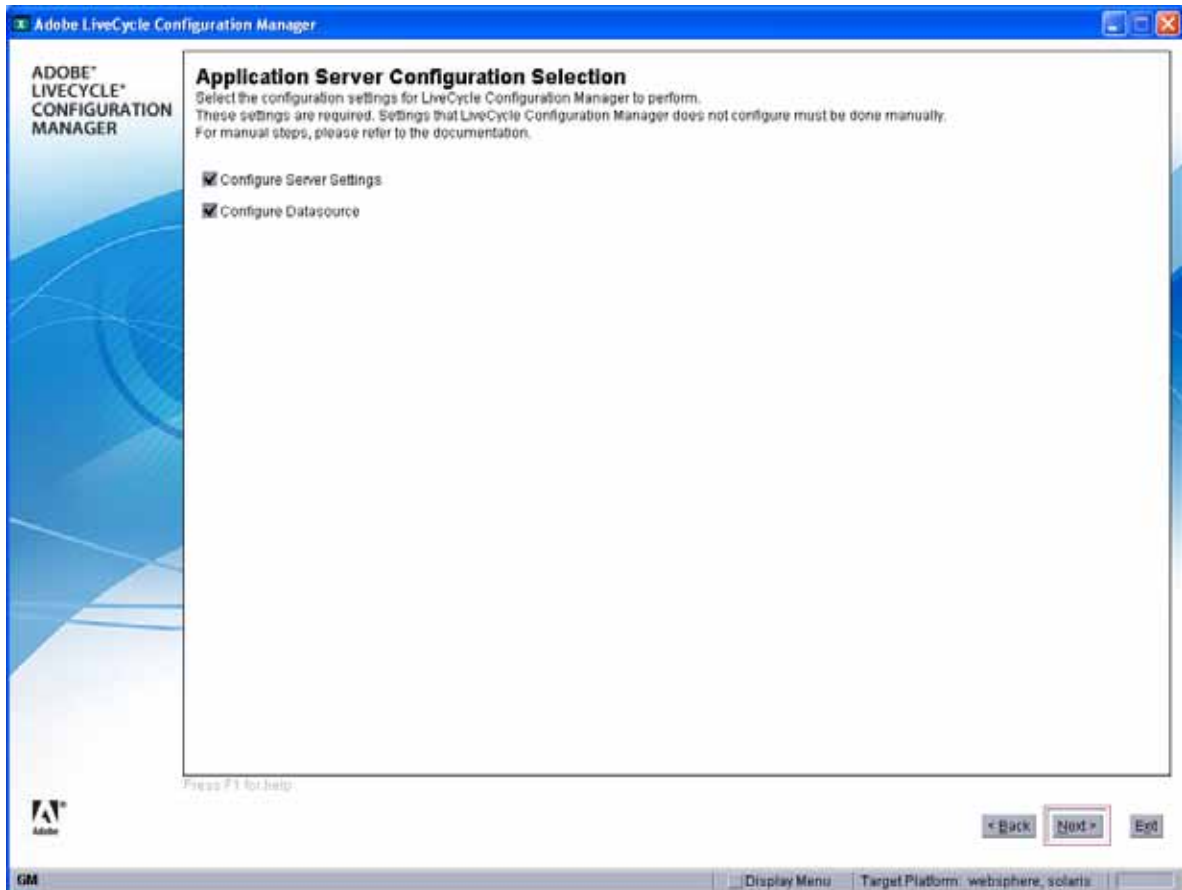 Adobe LiveCycle Configuration Manager
ADOBE®
LIVECYCLE®
CONFIGURATION
MANAGER
Application Server Configuration Selection
Select the configuration settings for LiveCycle Configuration Manager to perform.
These settings are required. Settings that LiveCycle Configuration Manager does not configure must be done manually.
For manual steps, please refer to the documentation.
Configure Server Settings
Configure Datasource
Press F1 for help
Adobe
< Back
Next >
Exit
GM
Display Menu
Target Platform: websphere, solaris